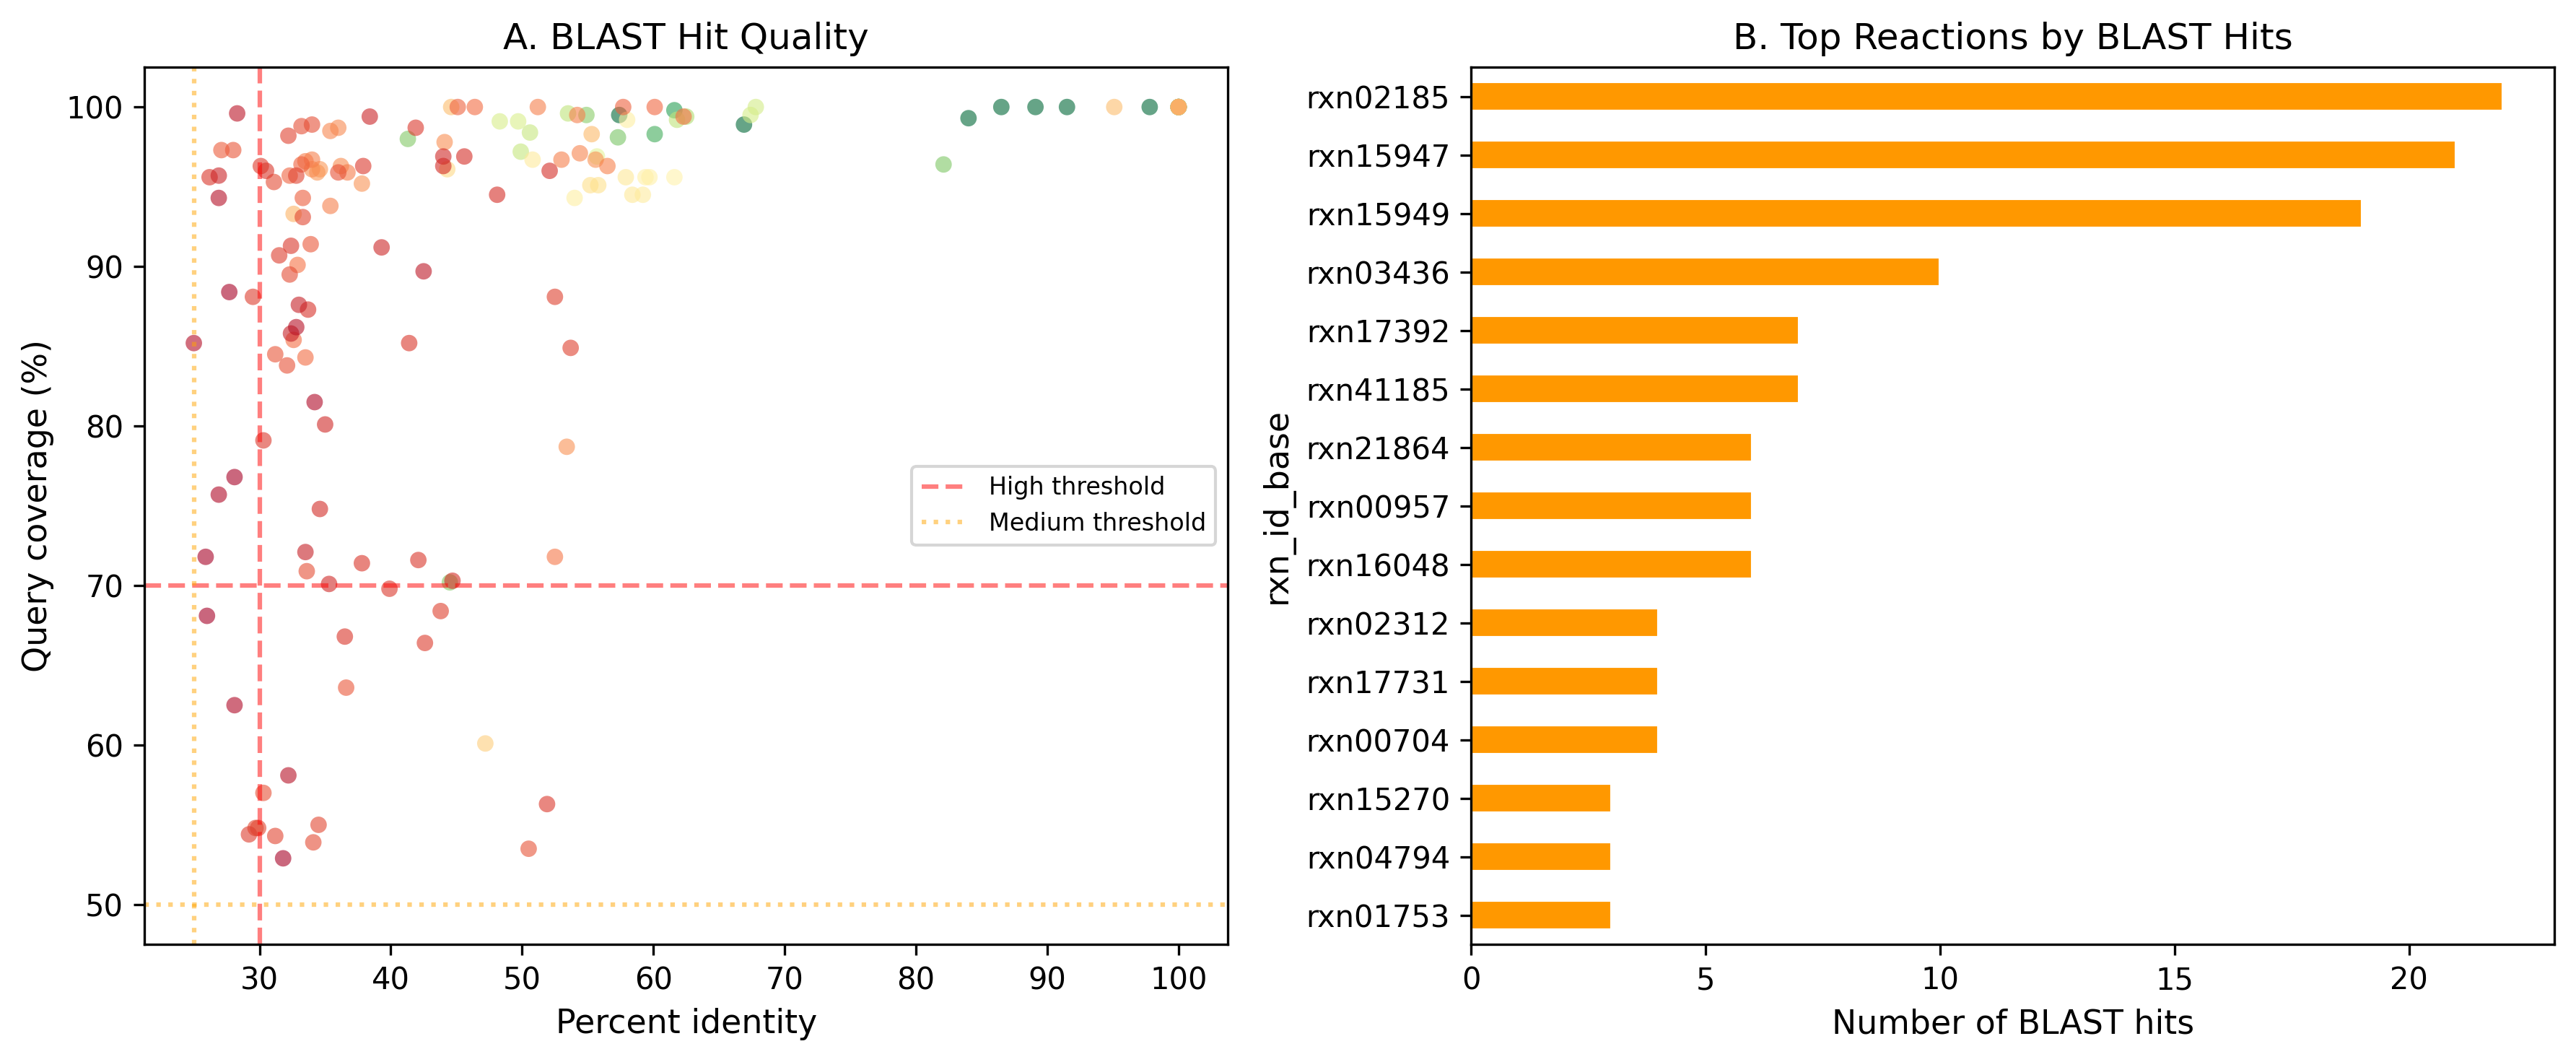 A. BLAST Hit Quality
100
90
80
70
60
50
Query coverage (%)
30 40 50 60 70 80 90 100
Percent identity
High threshold
Medium threshold
B. Top Reactions by BLAST Hits
rxn02185
rxn15947
rxn15949
rxn03436
rxn17392
rxn41185
rxn21864
rxn00957
rxn16048
rxn02312
rxn17731
rxn00704
rxn15270
rxn04794
rxn01753
rxn_id_base
0 5 10 15 20
Number of BLAST hits